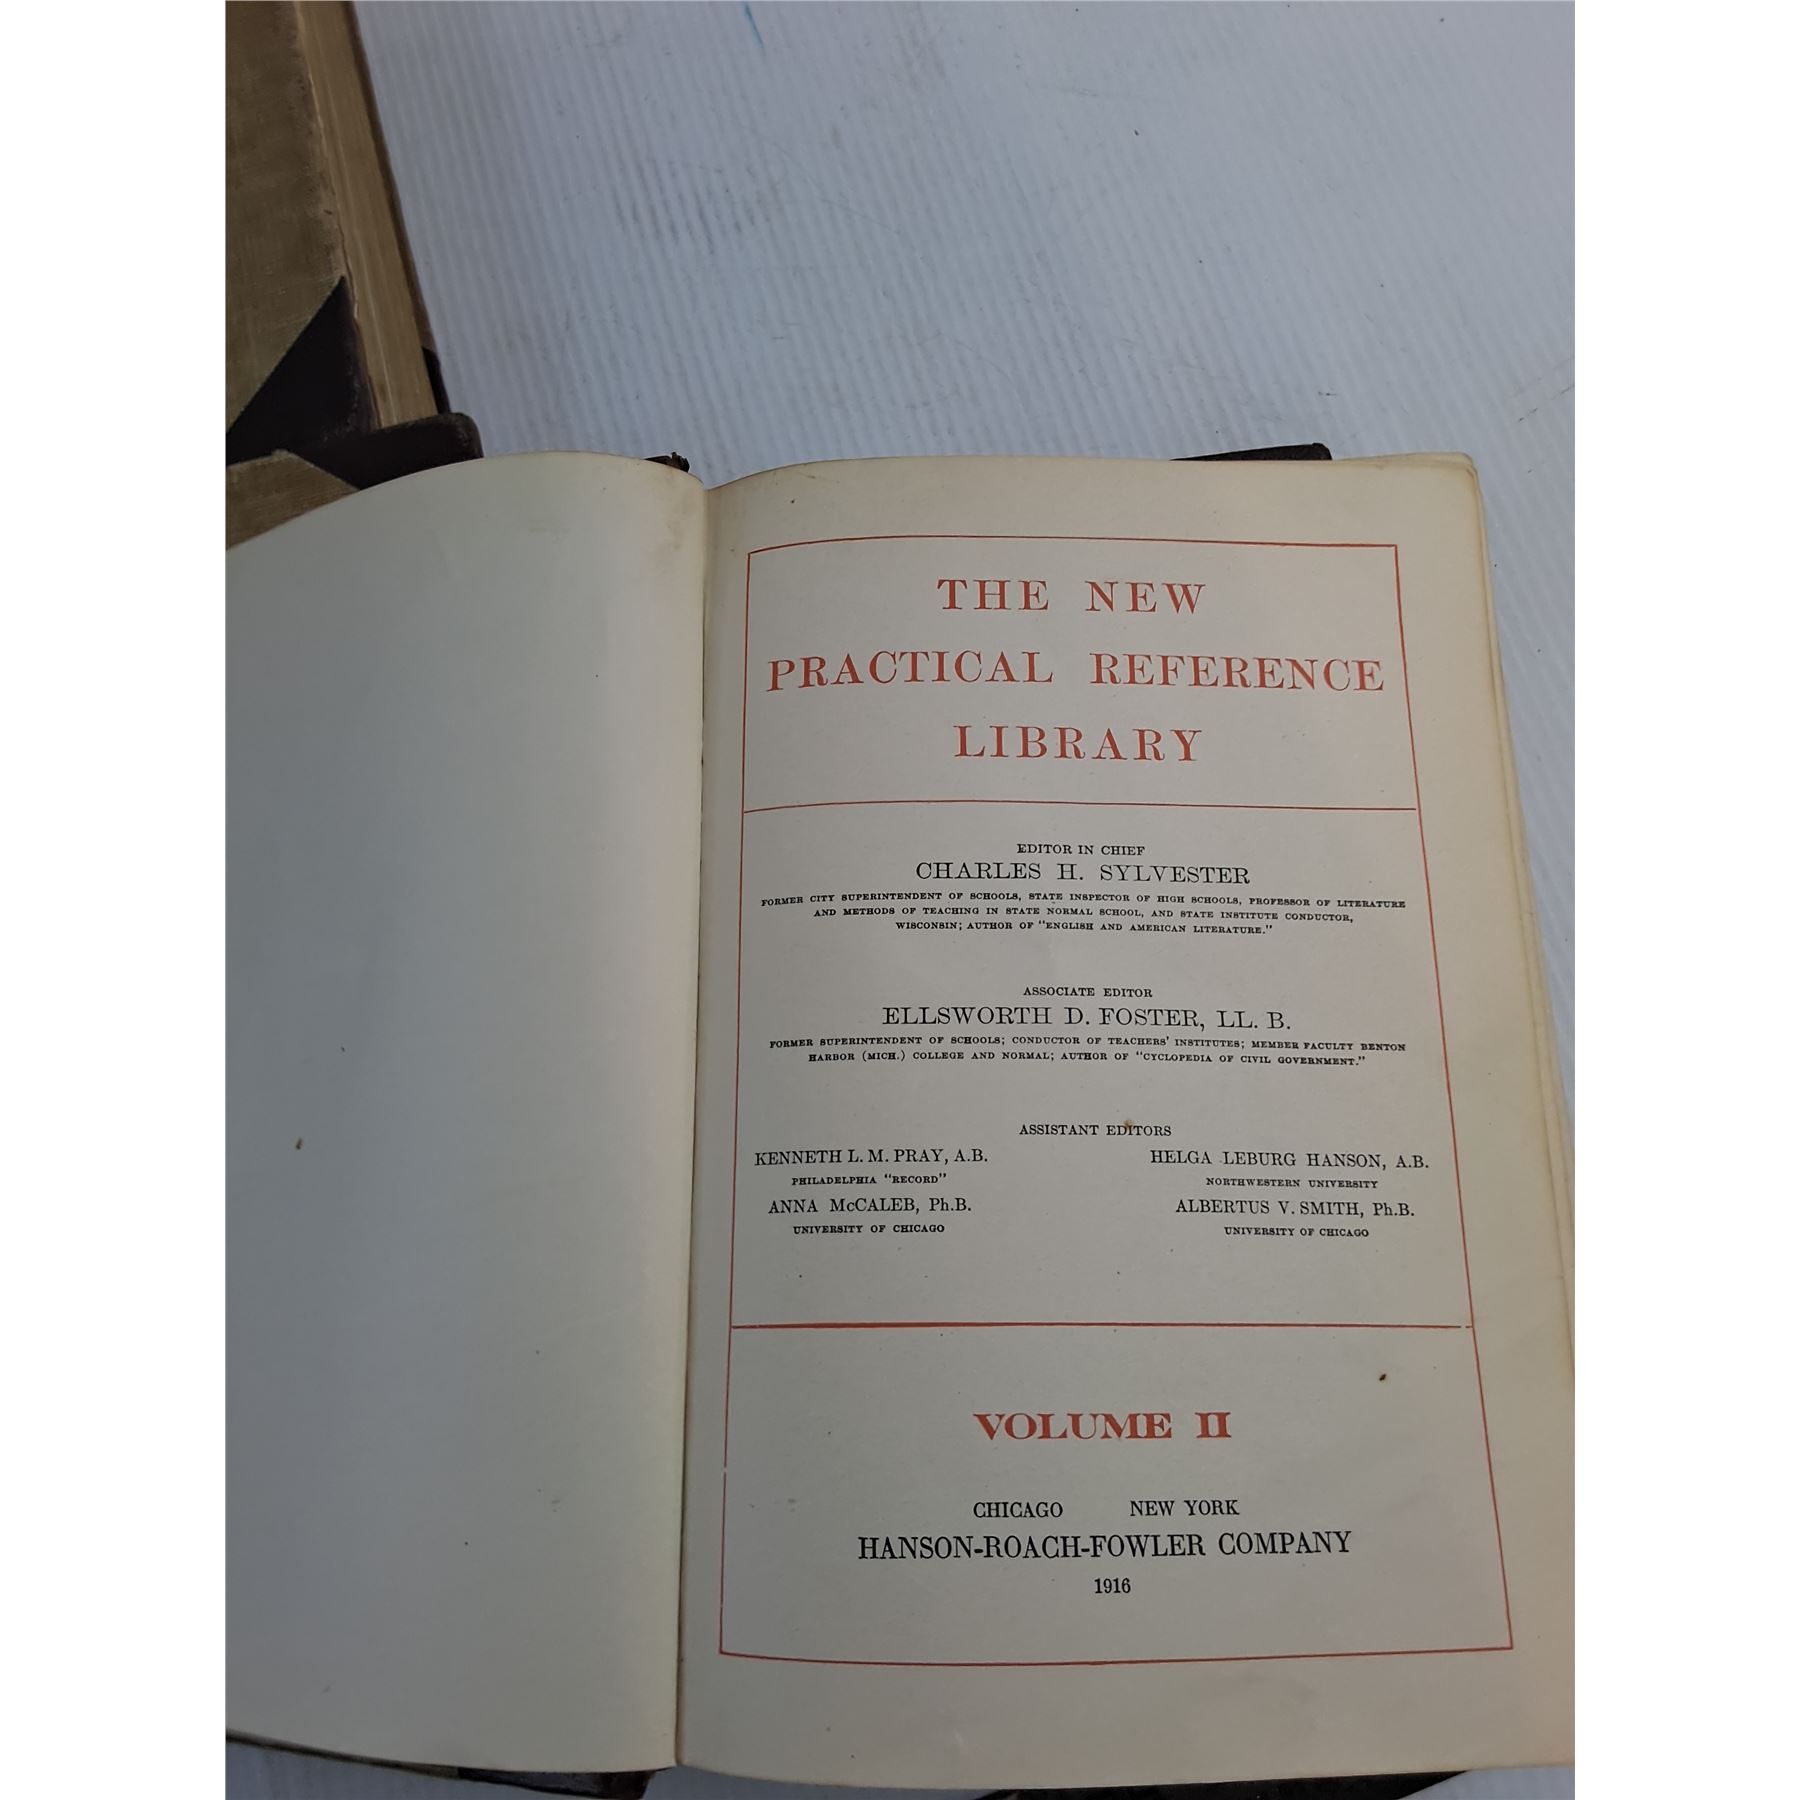 THE NEW
PRACTICAL REFERENCE
LIBRARY
EDITOR IN CHIEF
CHARLES H. SYLVESTER
FORMER CITY SUPERINTENDENT OF SCHOOLS, STATE INSPECTOR OF HIGH SCHOOLS, PROFESSOR OF LITERATURE
AND METHODS OF TEACHING IN STATE NORMAL SCHOOL, AND STATE INSTITUTE CONDUCTOR,
WISCONSIN; AUTHOR OF "ENGLISH AND AMERICAN LITERATURE."
ASSOCIATE EDITOR
ELLSWORTH D. FOSTER, LL. B.
FORMER SUPERINTENDENT OF SCHOOLS; CONDUCTOR OF TEACHERS' INSTITUTES; MEMBER FACULTY BENTON
HARBOR (MICH.) COLLEGE AND NORMAL; AUTHOR OF "CYCLOPEDIA OF CIVIL GOVERNMENT."
ASSISTANT EDITORS
KENNETH L. M. PRAY, A.B.
PHILADELPHIA "RECORD"
ANNA McCALEB, Ph.B.
UNIVERSITY OF CHICAGO
HELGA LEBURG HANSON, A.B.
NORTHWESTERN UNIVERSITY
ALBERTUS V. SMITH, Ph.B.
UNIVERSITY OF CHICAGO
VOLUME II
CHICAGO NEW YORK
HANSON-ROACH-FOWLER COMPANY
1916